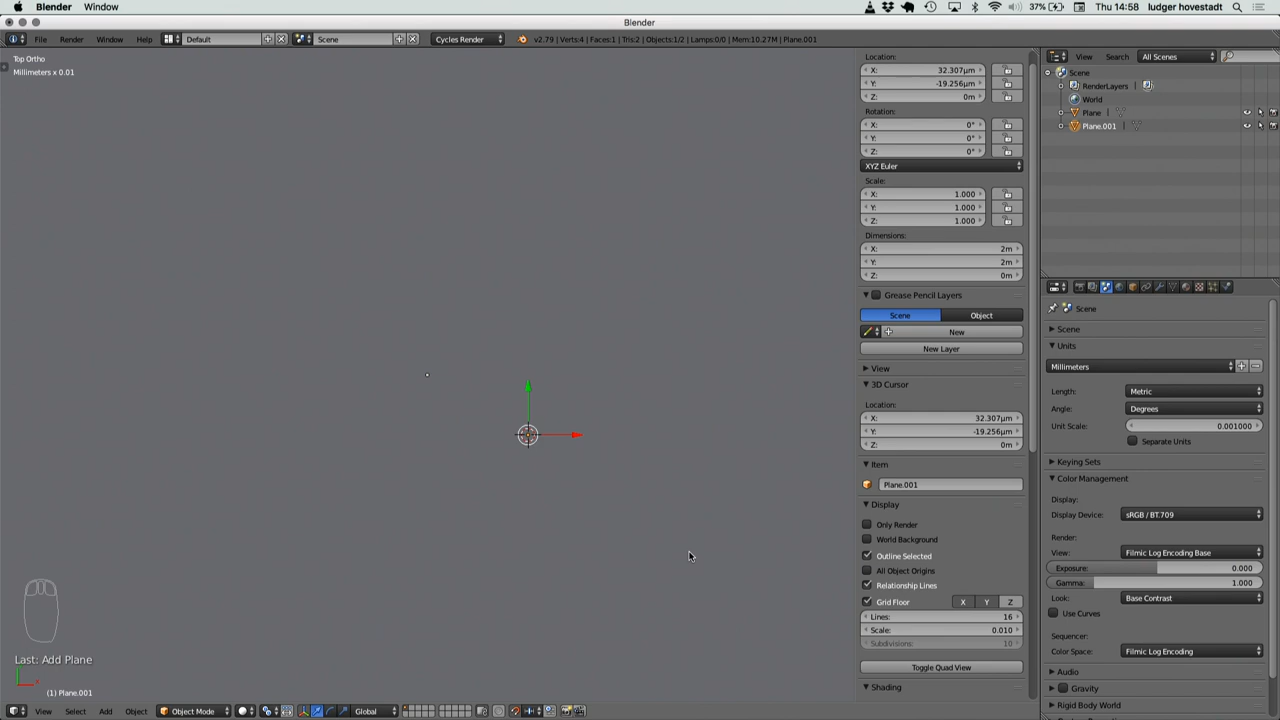 Blender Window 37% Thu 14:58 ludger hovestadt
Blender
File Render Window Help Default Scene Cycles Render v2.79 | Verts:4 | Faces:1 | Tris:2 | Objects:1/2 | Lamps:0/0 | Mem:10.27M | Plane.001
View Search All Scenes
Top Ortho
Millimeters x 0.01
Location:
X: 32.307µm
Y: -19.256µm
Z: 0m
Rotation:
X: 0°
Y: 0°
Z: 0°
XYZ Euler
Scale:
X: 1.000
Y: 1.000
Z: 1.000
Dimensions:
X: 2m
Y: 2m
Z: 0m
Grease Pencil Layers
Scene Object
New
New Layer
View
3D Cursor
Location:
X: 32.307µm
Y: -19.256µm
Z: 0m
Item
Plane.001
Display
Only Render
World Background
Outline Selected
All Object Origins
Relationship Lines
Grid Floor X Y Z
Lines: 16
Scale: 0.010
Subdivisions: 10
Toggle Quad View
Shading
Scene
RenderLayers
World
Plane
Plane.001
Scene
Scene
Units
Millimeters
Length: Metric
Angle: Degrees
Unit Scale: 0.001000
Separate Units
Keying Sets
Color Management
Display:
Display Device: sRGB / BT.709
Render:
View: Filmic Log Encoding Base
Exposure: 0.000
Gamma: 1.000
Look: Base Contrast
Use Curves
Sequencer:
Color Space: Filmic Log Encoding
Audio
Gravity
Rigid Body World
Last: Add Plane
(1) Plane.001
View Select Add Object Object Mode Global